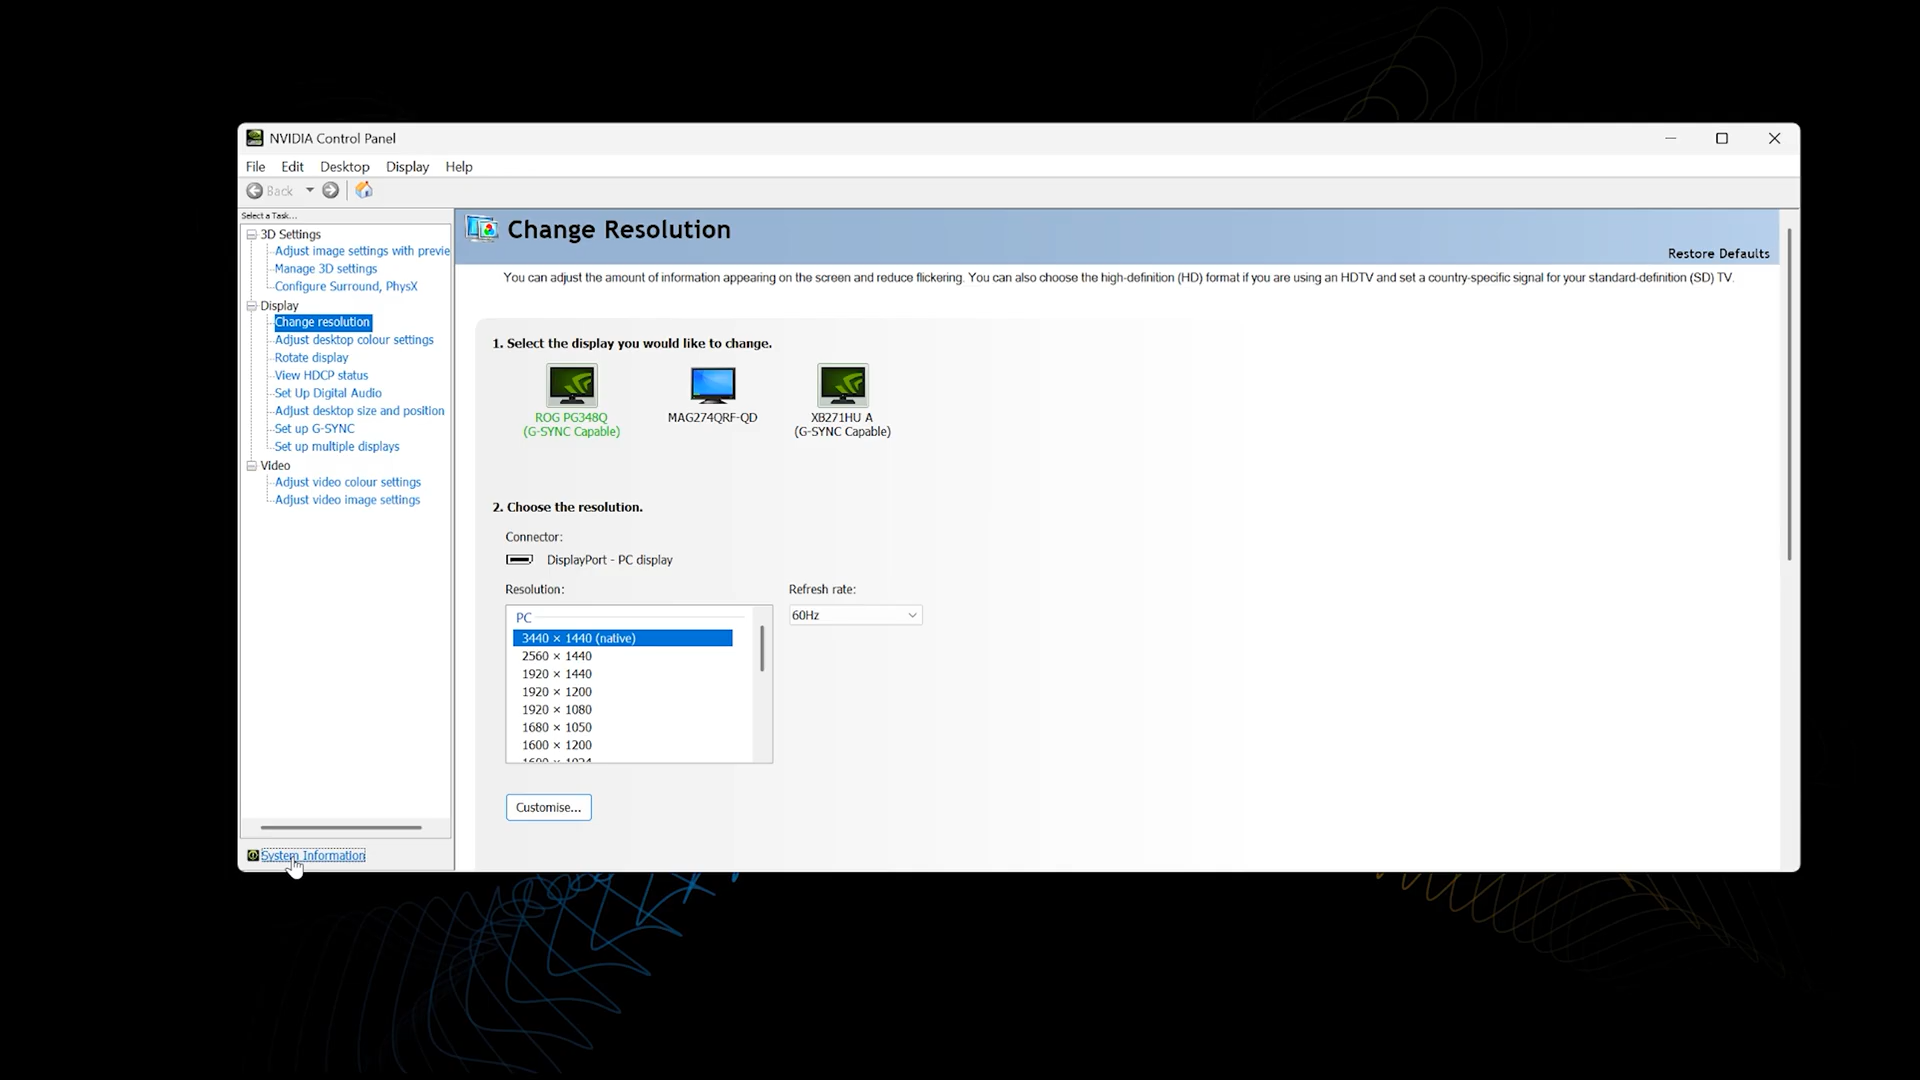 NVIDIA Control Panel
File Edit Desktop Display Help
Back
Select a Task...
3D Settings
Adjust image settings with previe
Manage 3D settings
Configure Surround, PhysX
Display
Change resolution
Adjust desktop colour settings
Rotate display
View HDCP status
Set Up Digital Audio
Adjust desktop size and position
Set up G-SYNC
Set up multiple displays
Video
Adjust video colour settings
Adjust video image settings
System Information
Change Resolution
Restore Defaults
You can adjust the amount of information appearing on the screen and reduce flickering. You can also choose the high-definition (HD) format if you are using an HDTV and set a country-specific signal for your standard-definition (SD) TV.
1. Select the display you would like to change.
ROG PG348Q
(G-SYNC Capable)
MAG274QRF-QD
XB271HU A
(G-SYNC Capable)
2. Choose the resolution.
Connector:
DisplayPort - PC display
Resolution:
Refresh rate:
PC
60Hz
3440 × 1440 (native)
2560 × 1440
1920 × 1440
1920 × 1200
1920 × 1080
1680 × 1050
1600 × 1200
1600 × 1024
Customise...